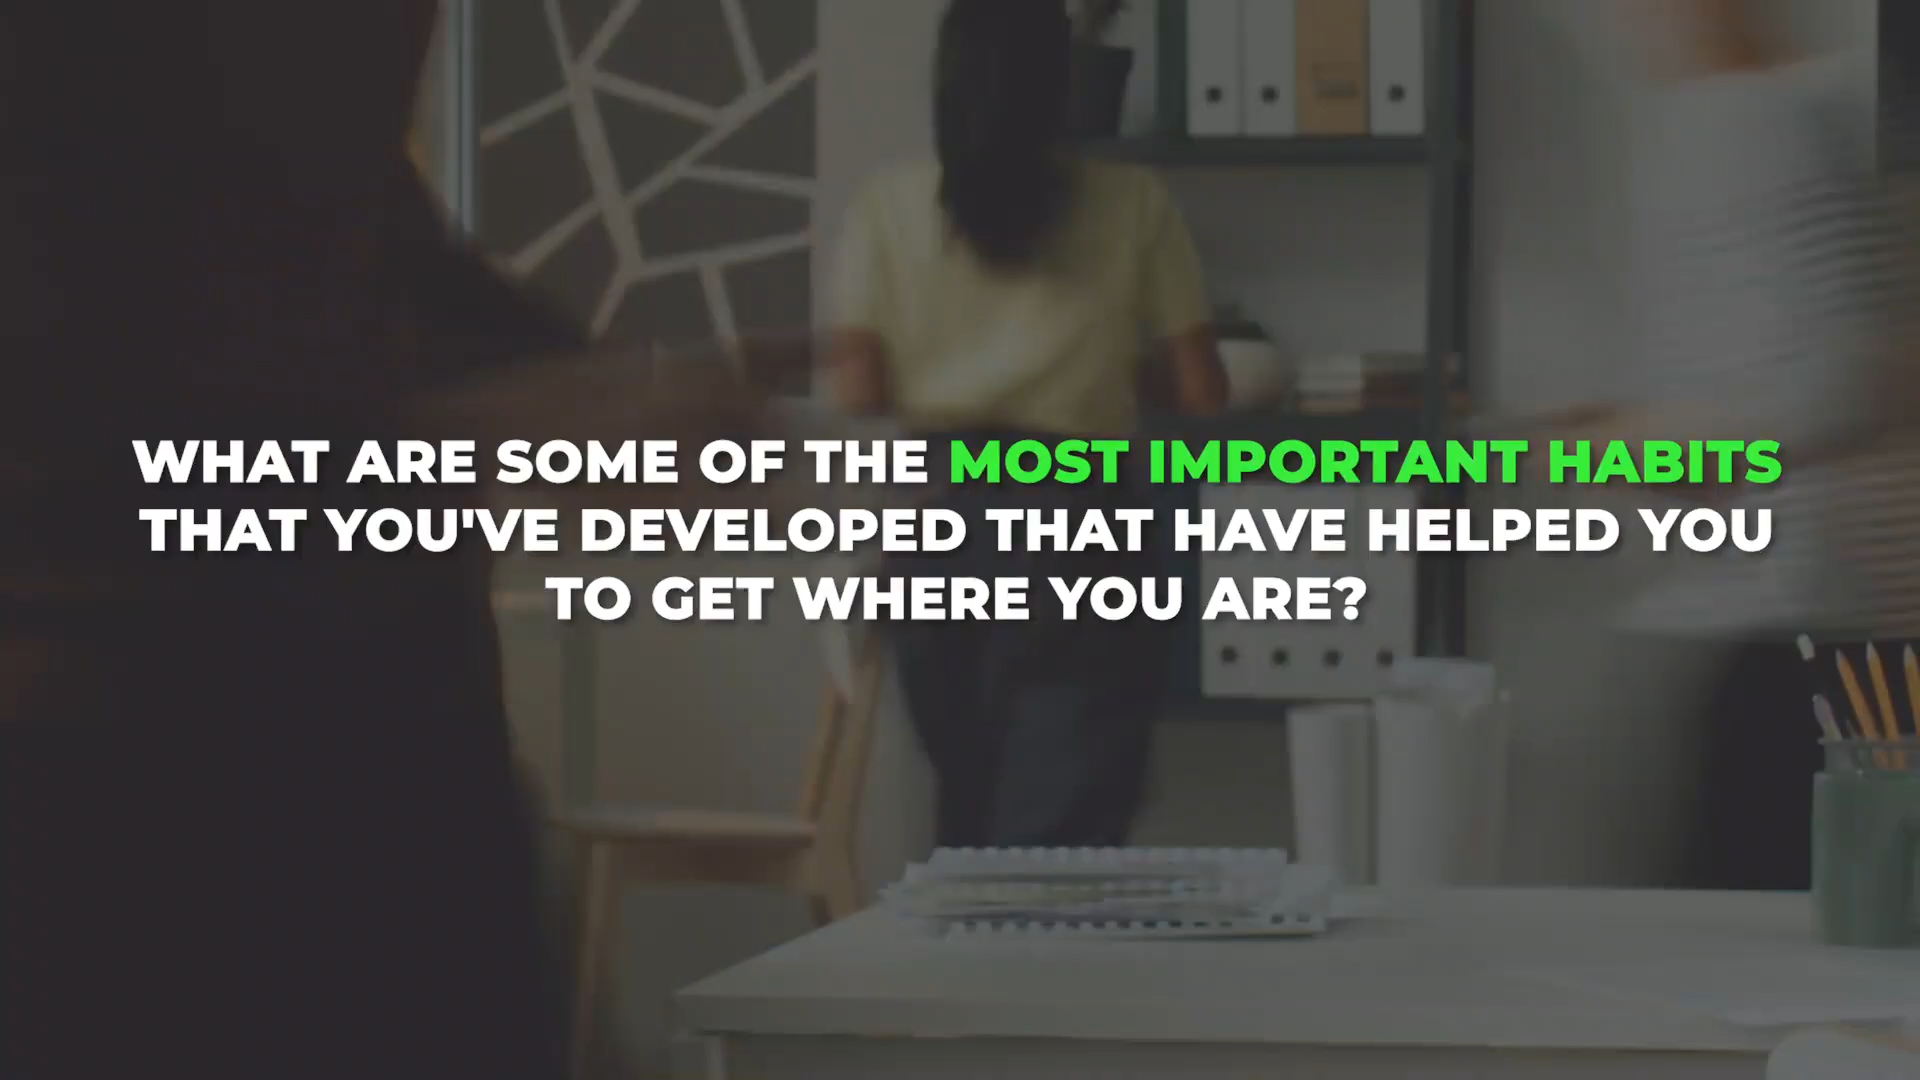 WHAT ARE SOME OF THE MOST IMPORTANT HABITS
THAT YOU'VE DEVELOPED THAT HAVE HELPED YOU
TO GET WHERE YOU ARE?